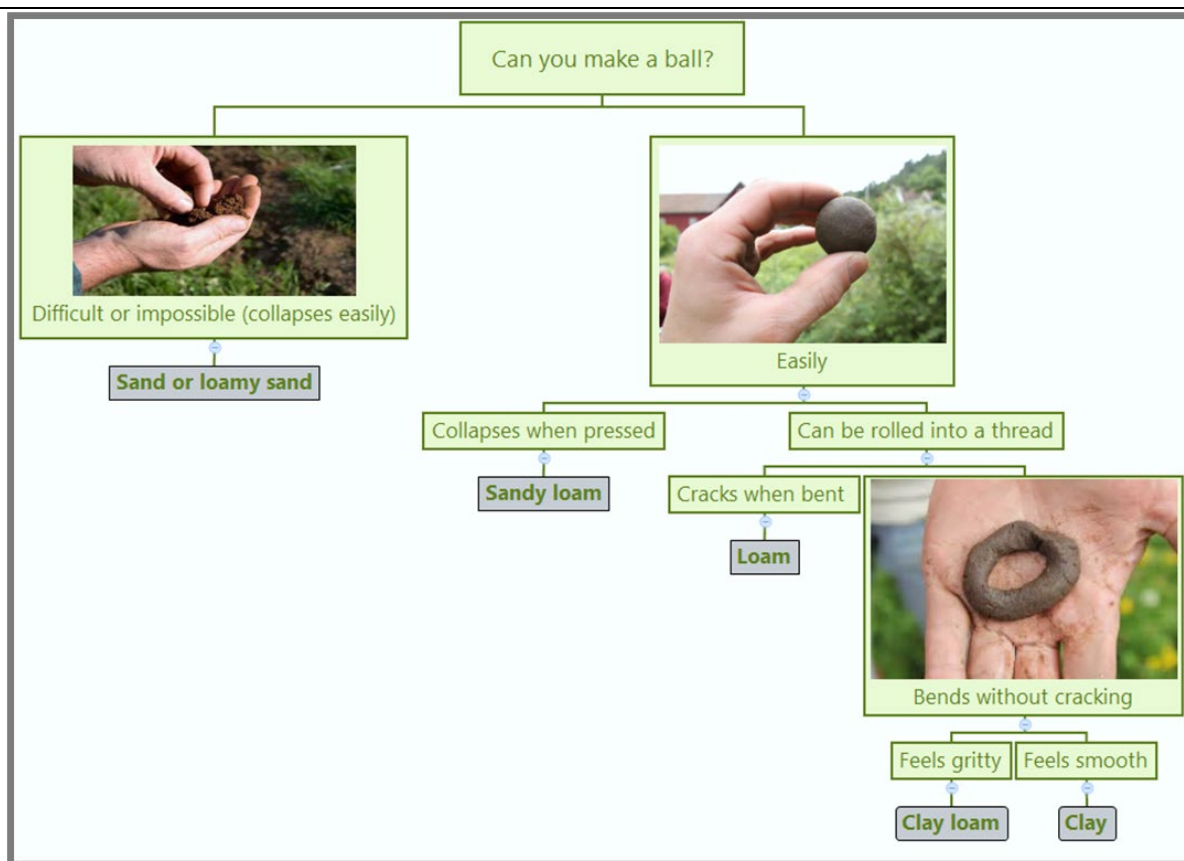 Can you make a ball?
Difficult or impossible (collapses easily)
Sand or loamy sand
Easily
Collapses when pressed
Can be rolled into a thread
Sandy loam
Cracks when bent
Loam
Bends without cracking
Feels gritty
Feels smooth
Clay loam
Clay